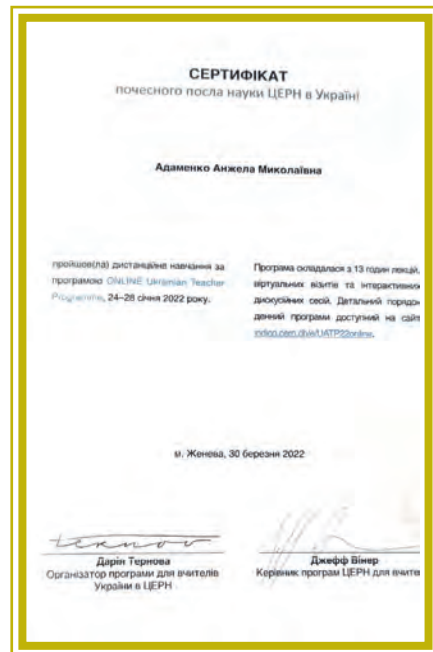 СЕРТИФІКАТ
почесного посла науки ЦЕРН в Україні
Адаменко Анжела Миколаївна
пройшов(ла) дистанційне навчання за
програмою ONLINE Ukrainian Teacher
Programme, 24–28 січня 2022 року.
Програма складалася з 13 годин лекцій,
віртуальних візитів та інтерактивних
дискусійних сесій. Детальний порядок
денний програми доступний на сайті
indico.cern.ch/e/UATP22online.
м. Женева, 30 березня 2022
Дарін Тернова
Організатор програми для вчителів
України в ЦЕРН
Джефф Вінер
Керівник програм ЦЕРН для вчите